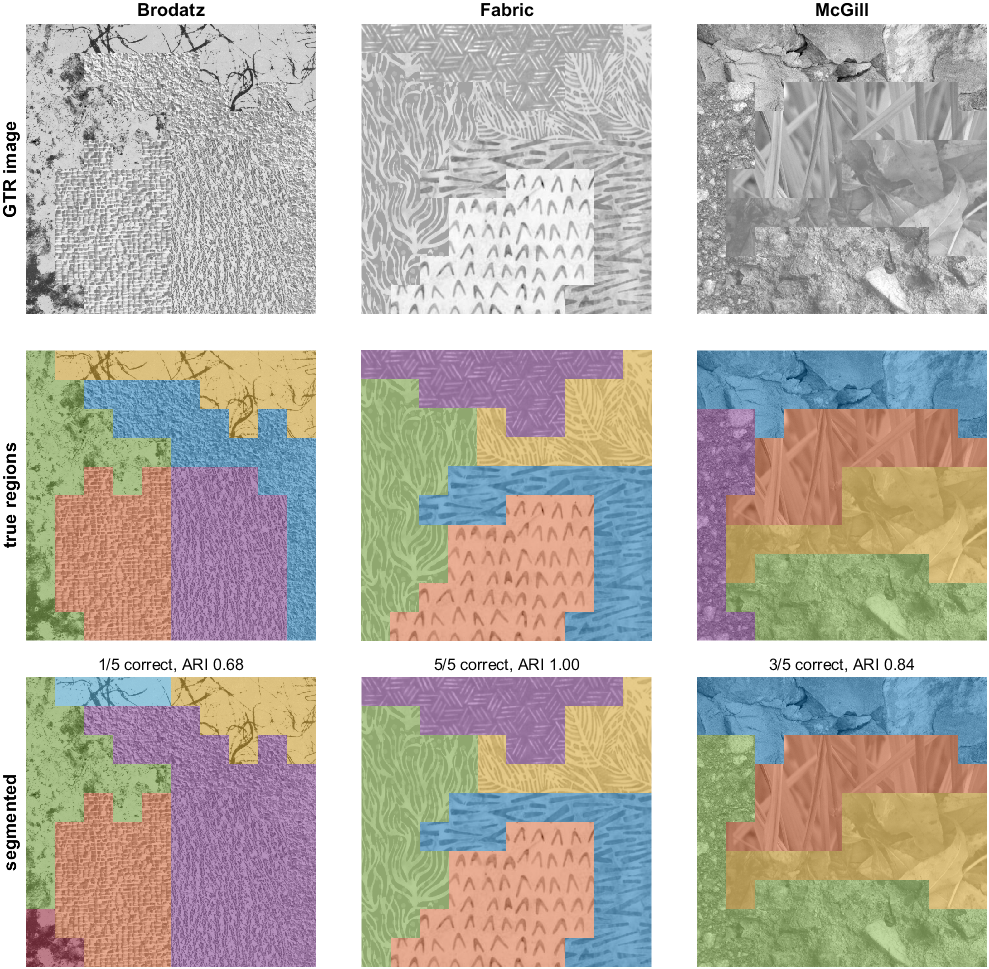 Brodatz
Fabric
McGill
GTR image
true regions
1/5 correct, ARI 0.68
5/5 correct, ARI 1.00
3/5 correct, ARI 0.84
segmented